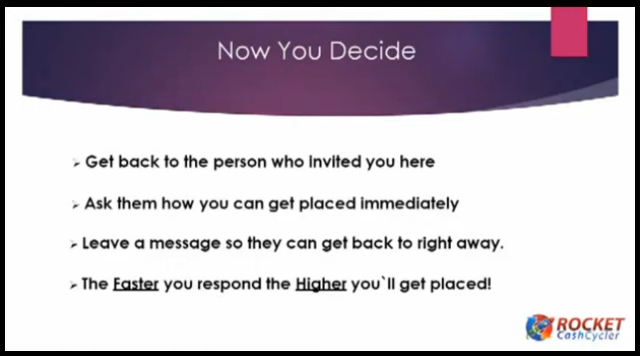 Now You Decide
Get back to the person who invited you here
Ask them how you can get placed immediately
Leave a message so they can get back to right away.
The Faster you respond the Higher you`ll get placed!
ROCKET
CashCycler